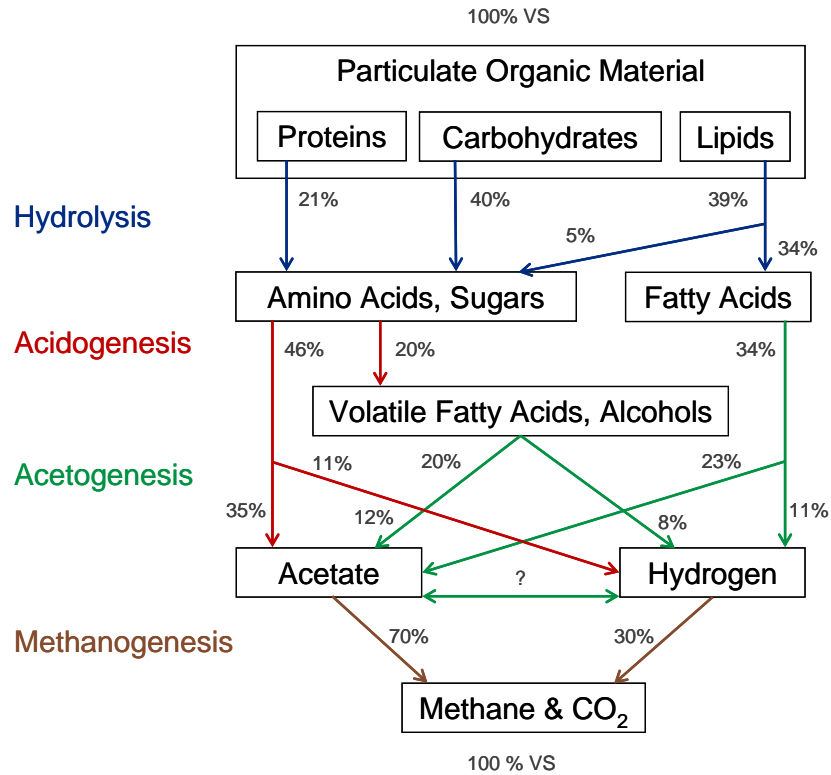 100% VS
Particulate Organic Material
Proteins
Carbohydrates
Lipids
21%
40%
39%
Hydrolysis
5%
34%
Amino Acids, Sugars
Fatty Acids
Acidogenesis
46%
20%
34%
Volatile Fatty Acids, Alcohols
Acetogenesis
11%
20%
23%
35%
12%
8%
11%
Acetate
?
Hydrogen
Methanogenesis
70%
30%
Methane & CO₂
100 % VS